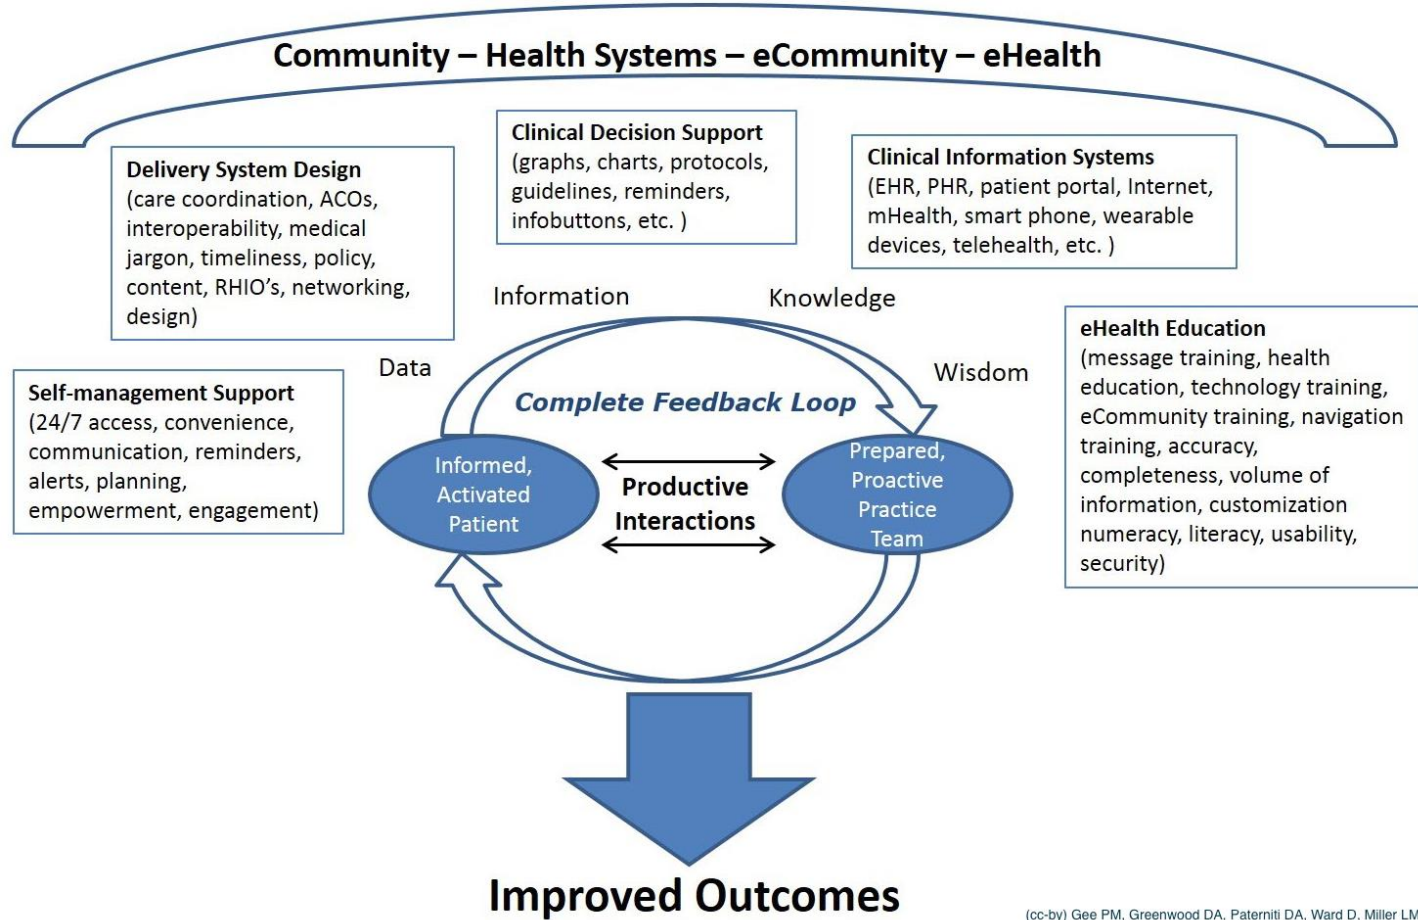 Community – Health Systems – eCommunity – eHealth
Clinical Decision Support
(graphs, charts, protocols,
guidelines, reminders,
infobuttons, etc. )
Clinical Information Systems
(EHR, PHR, patient portal, Internet,
mHealth, smart phone, wearable
devices, telehealth, etc. )
Delivery System Design
(care coordination, ACOs,
interoperability, medical
jargon, timeliness, policy,
content, RHIO’s, networking,
design)
Information
Knowledge
Data
Wisdom
eHealth Education
(message training, health
education, technology training,
eCommunity training, navigation
training, accuracy,
completeness, volume of
information, customization
numeracy, literacy, usability,
security)
Self-management Support
(24/7 access, convenience,
communication, reminders,
alerts, planning,
empowerment, engagement)
Complete Feedback Loop
Informed,
Activated
Patient
Productive
Interactions
Prepared,
Proactive
Practice
Team
Improved Outcomes
(cc-by) Gee PM, Greenwood DA, Paterniti DA, Ward D, Miller LM